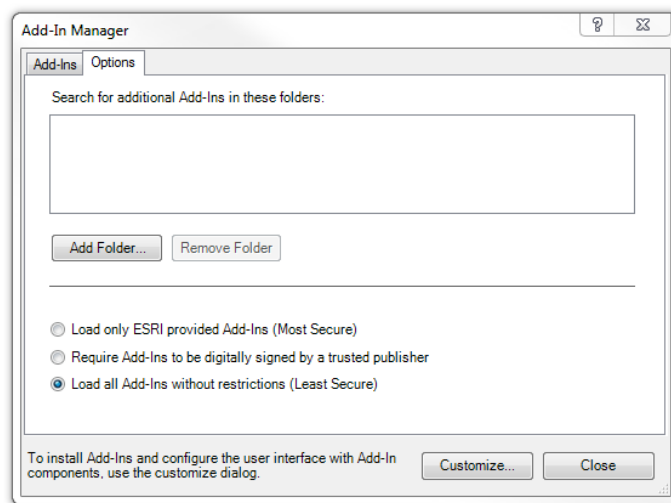 Add-In Manager
Add-Ins
Options
Search for additional Add-Ins in these folders:
Add Folder...
Remove Folder
Load only ESRI provided Add-Ins (Most Secure)
Require Add-Ins to be digitally signed by a trusted publisher
Load all Add-Ins without restrictions (Least Secure)
To install Add-Ins and configure the user interface with Add-In
components, use the customize dialog.
Customize...
Close